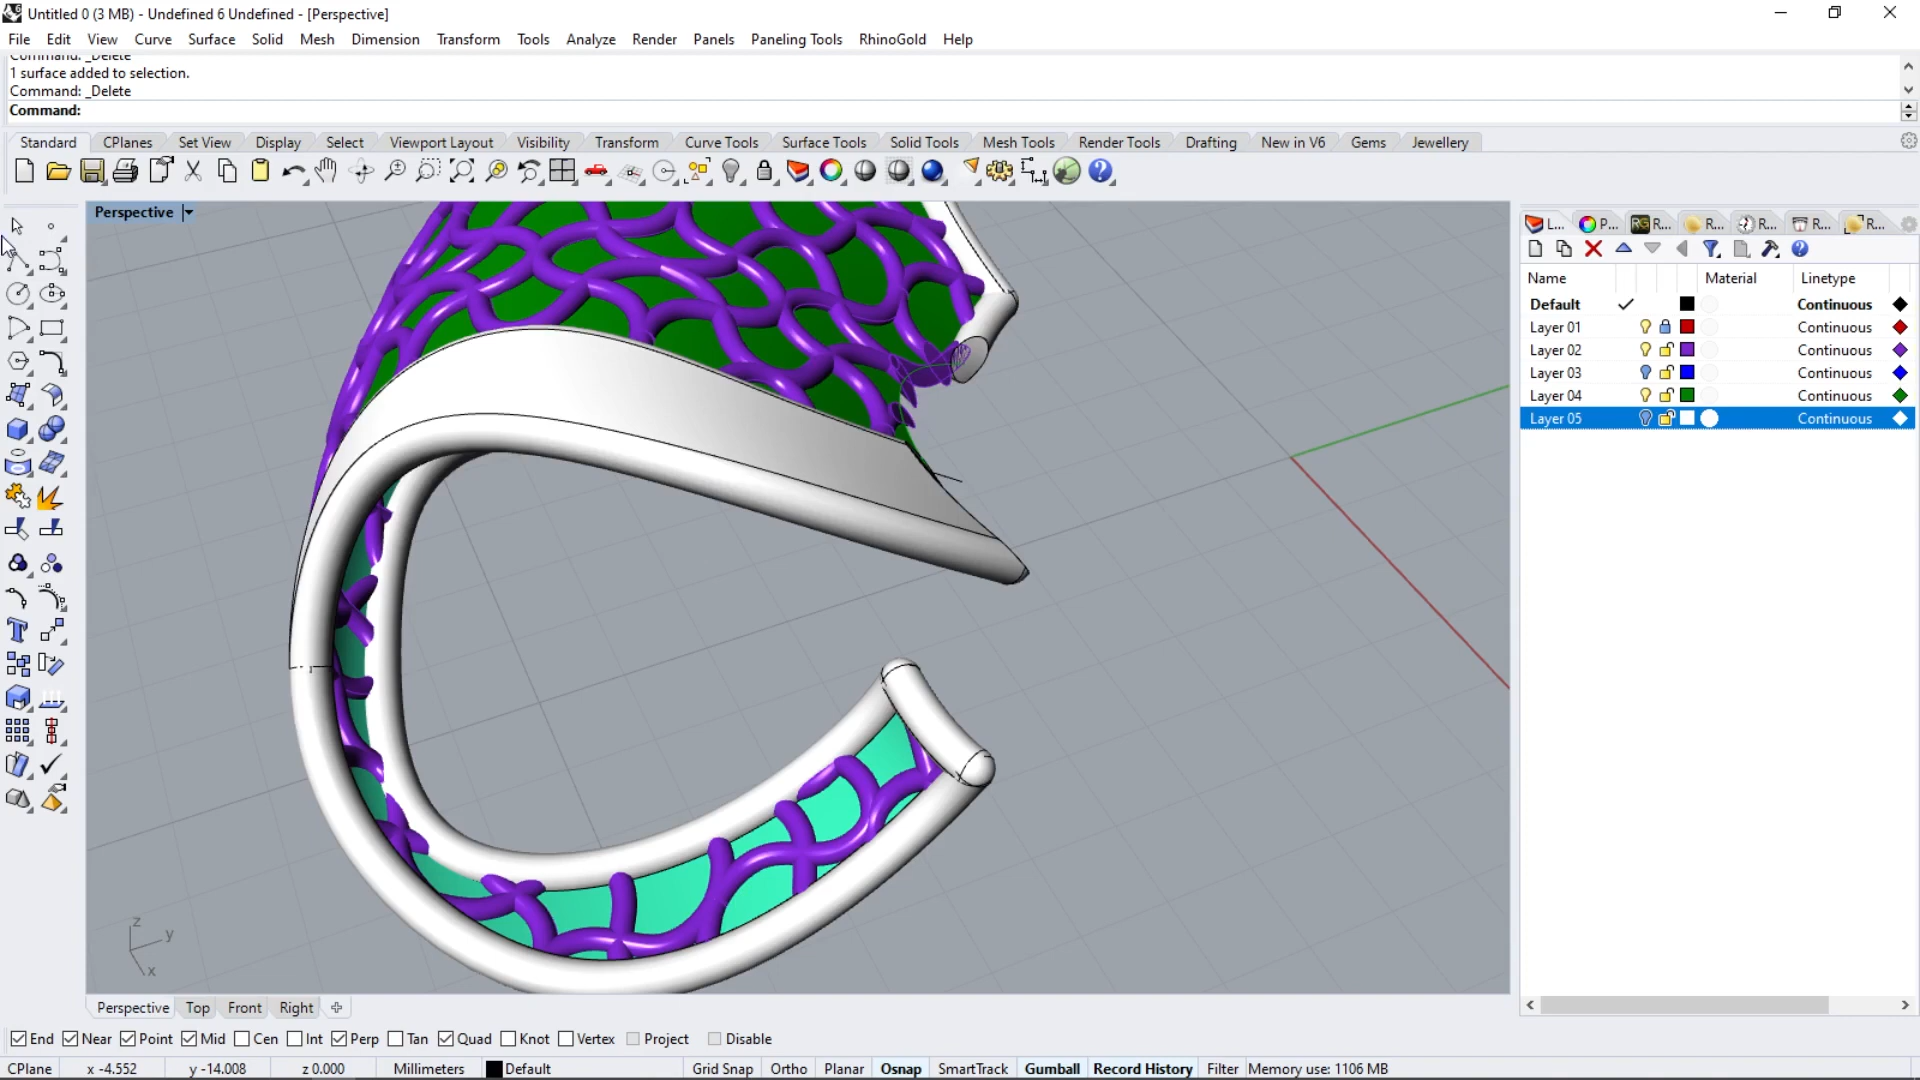 Untitled 0 (3 MB) - Undefined 6 Undefined - [Perspective]
File Edit View Curve Surface Solid Mesh Dimension Transform Tools Analyze Render Panels Paneling Tools RhinoGold Help
Command: _Delete
1 surface added to selection.
Command: _Delete
Command:
Standard CPlanes Set View Display Select Viewport Layout Visibility Transform Curve Tools Surface Tools Solid Tools Mesh Tools Render Tools Drafting New in V6 Gems Jewellery
Perspective
L... P... RG R... R... R... R... R...
Name Material Linetype
Default Continuous
Layer 01 Continuous
Layer 02 Continuous
Layer 03 Continuous
Layer 04 Continuous
Layer 05 Continuous
z
y
x
Perspective Top Front Right
End Near Point Mid Cen Int Perp Tan Quad Knot Vertex Project Disable
CPlane x -4.552 y -14.008 z 0.000 Millimeters Default Grid Snap Ortho Planar Osnap SmartTrack Gumball Record History Filter Memory use: 1106 MB